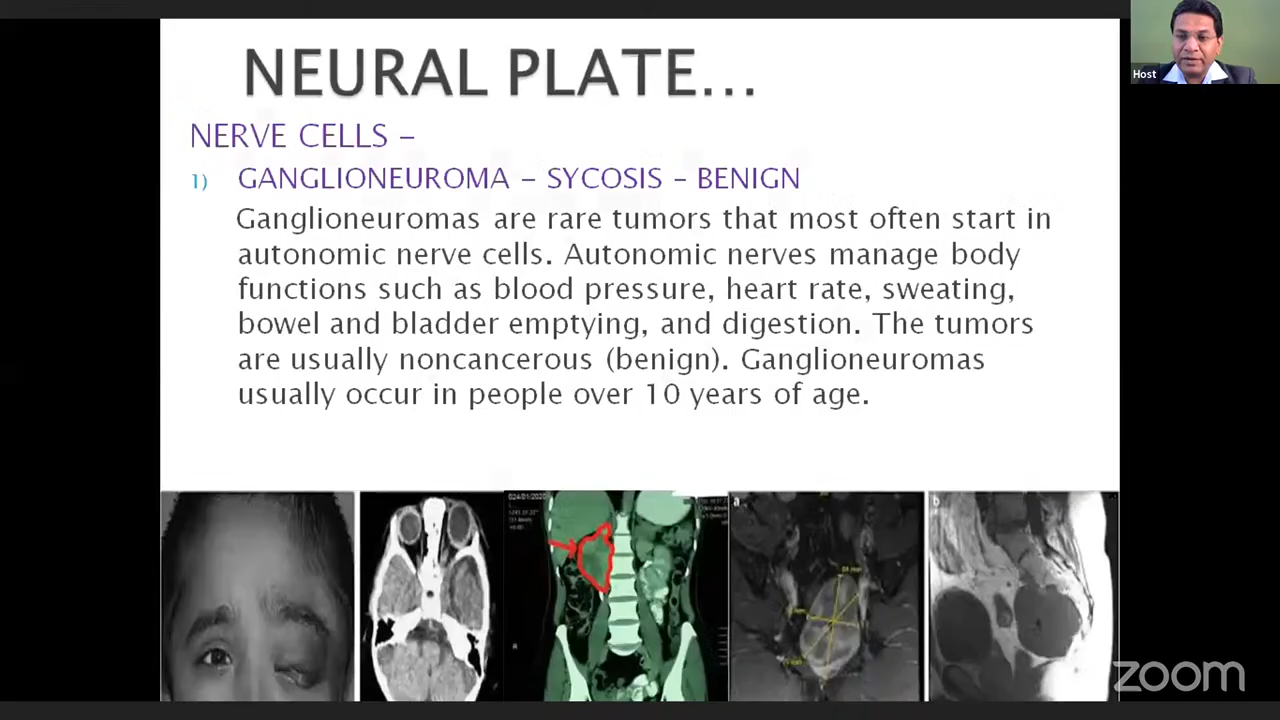 NEURAL PLATE...
Host
NERVE CELLS –
1) GANGLIONEUROMA – SYCOSIS – BENIGN
Ganglioneuromas are rare tumors that most often start in
autonomic nerve cells. Autonomic nerves manage body
functions such as blood pressure, heart rate, sweating,
bowel and bladder emptying, and digestion. The tumors
are usually noncancerous (benign). Ganglioneuromas
usually occur in people over 10 years of age.
a
b
zoom